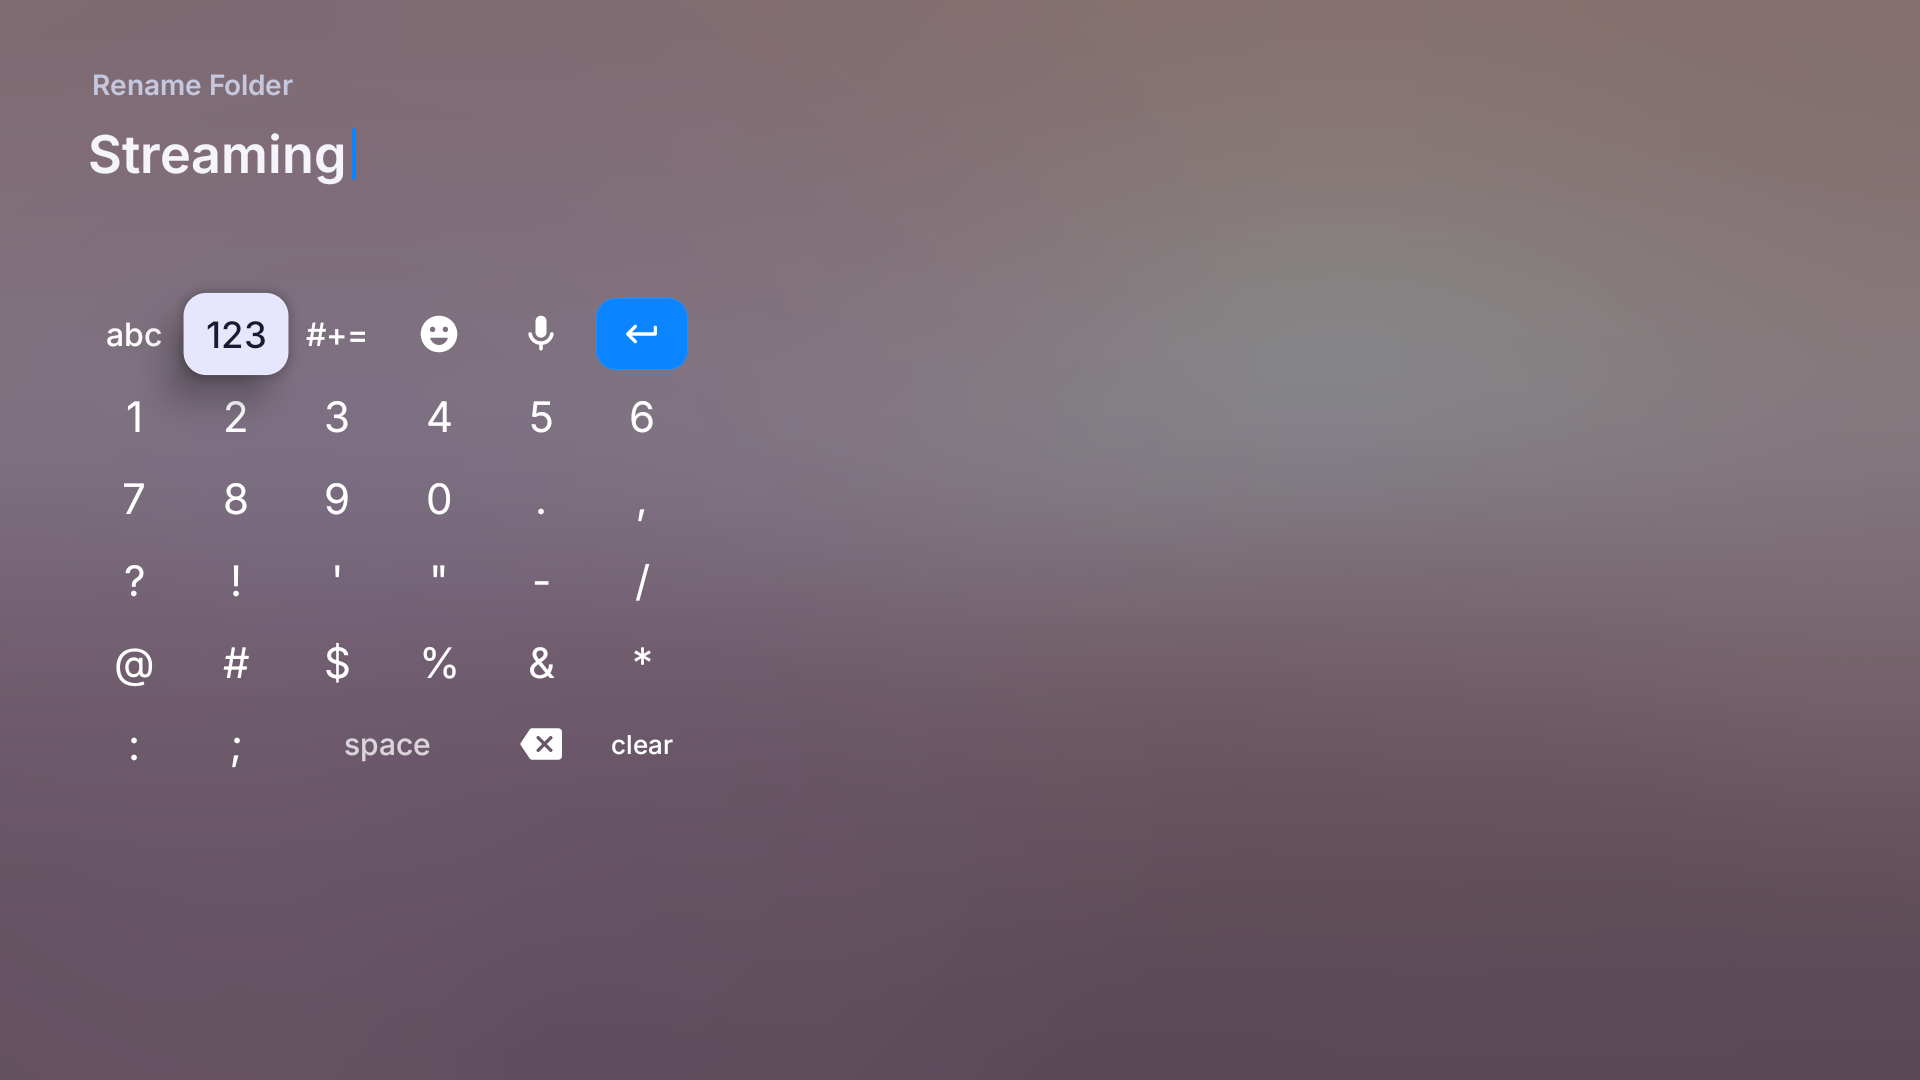 Rename Folder
Streaming
abc 123 #+=
1 2 3 4 5 6
7 8 9 0 . ,
? ! ' " - /
@ # $ % & *
: ; space clear